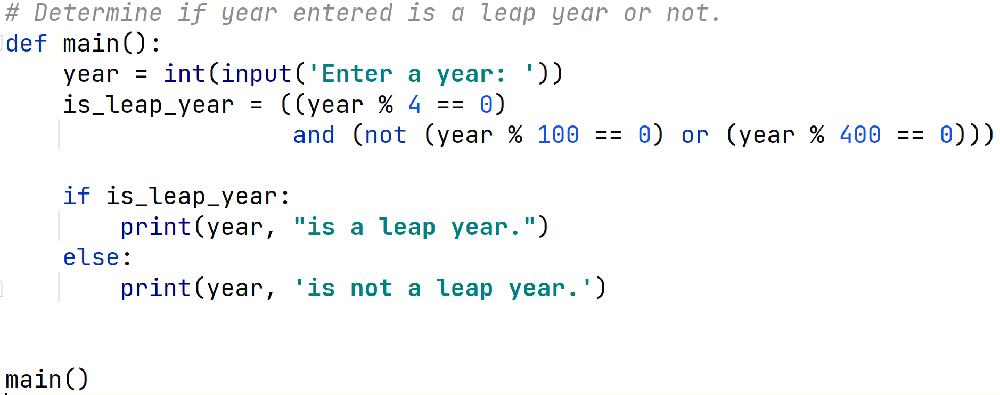 # Determine if year entered is a leap year or not.
def main():
    year = int(input('Enter a year: '))
    is_leap_year = ((year % 4 == 0)
                    and (not (year % 100 == 0) or (year % 400 == 0)))

    if is_leap_year:
        print(year, "is a leap year.")
    else:
        print(year, 'is not a leap year.')


main()